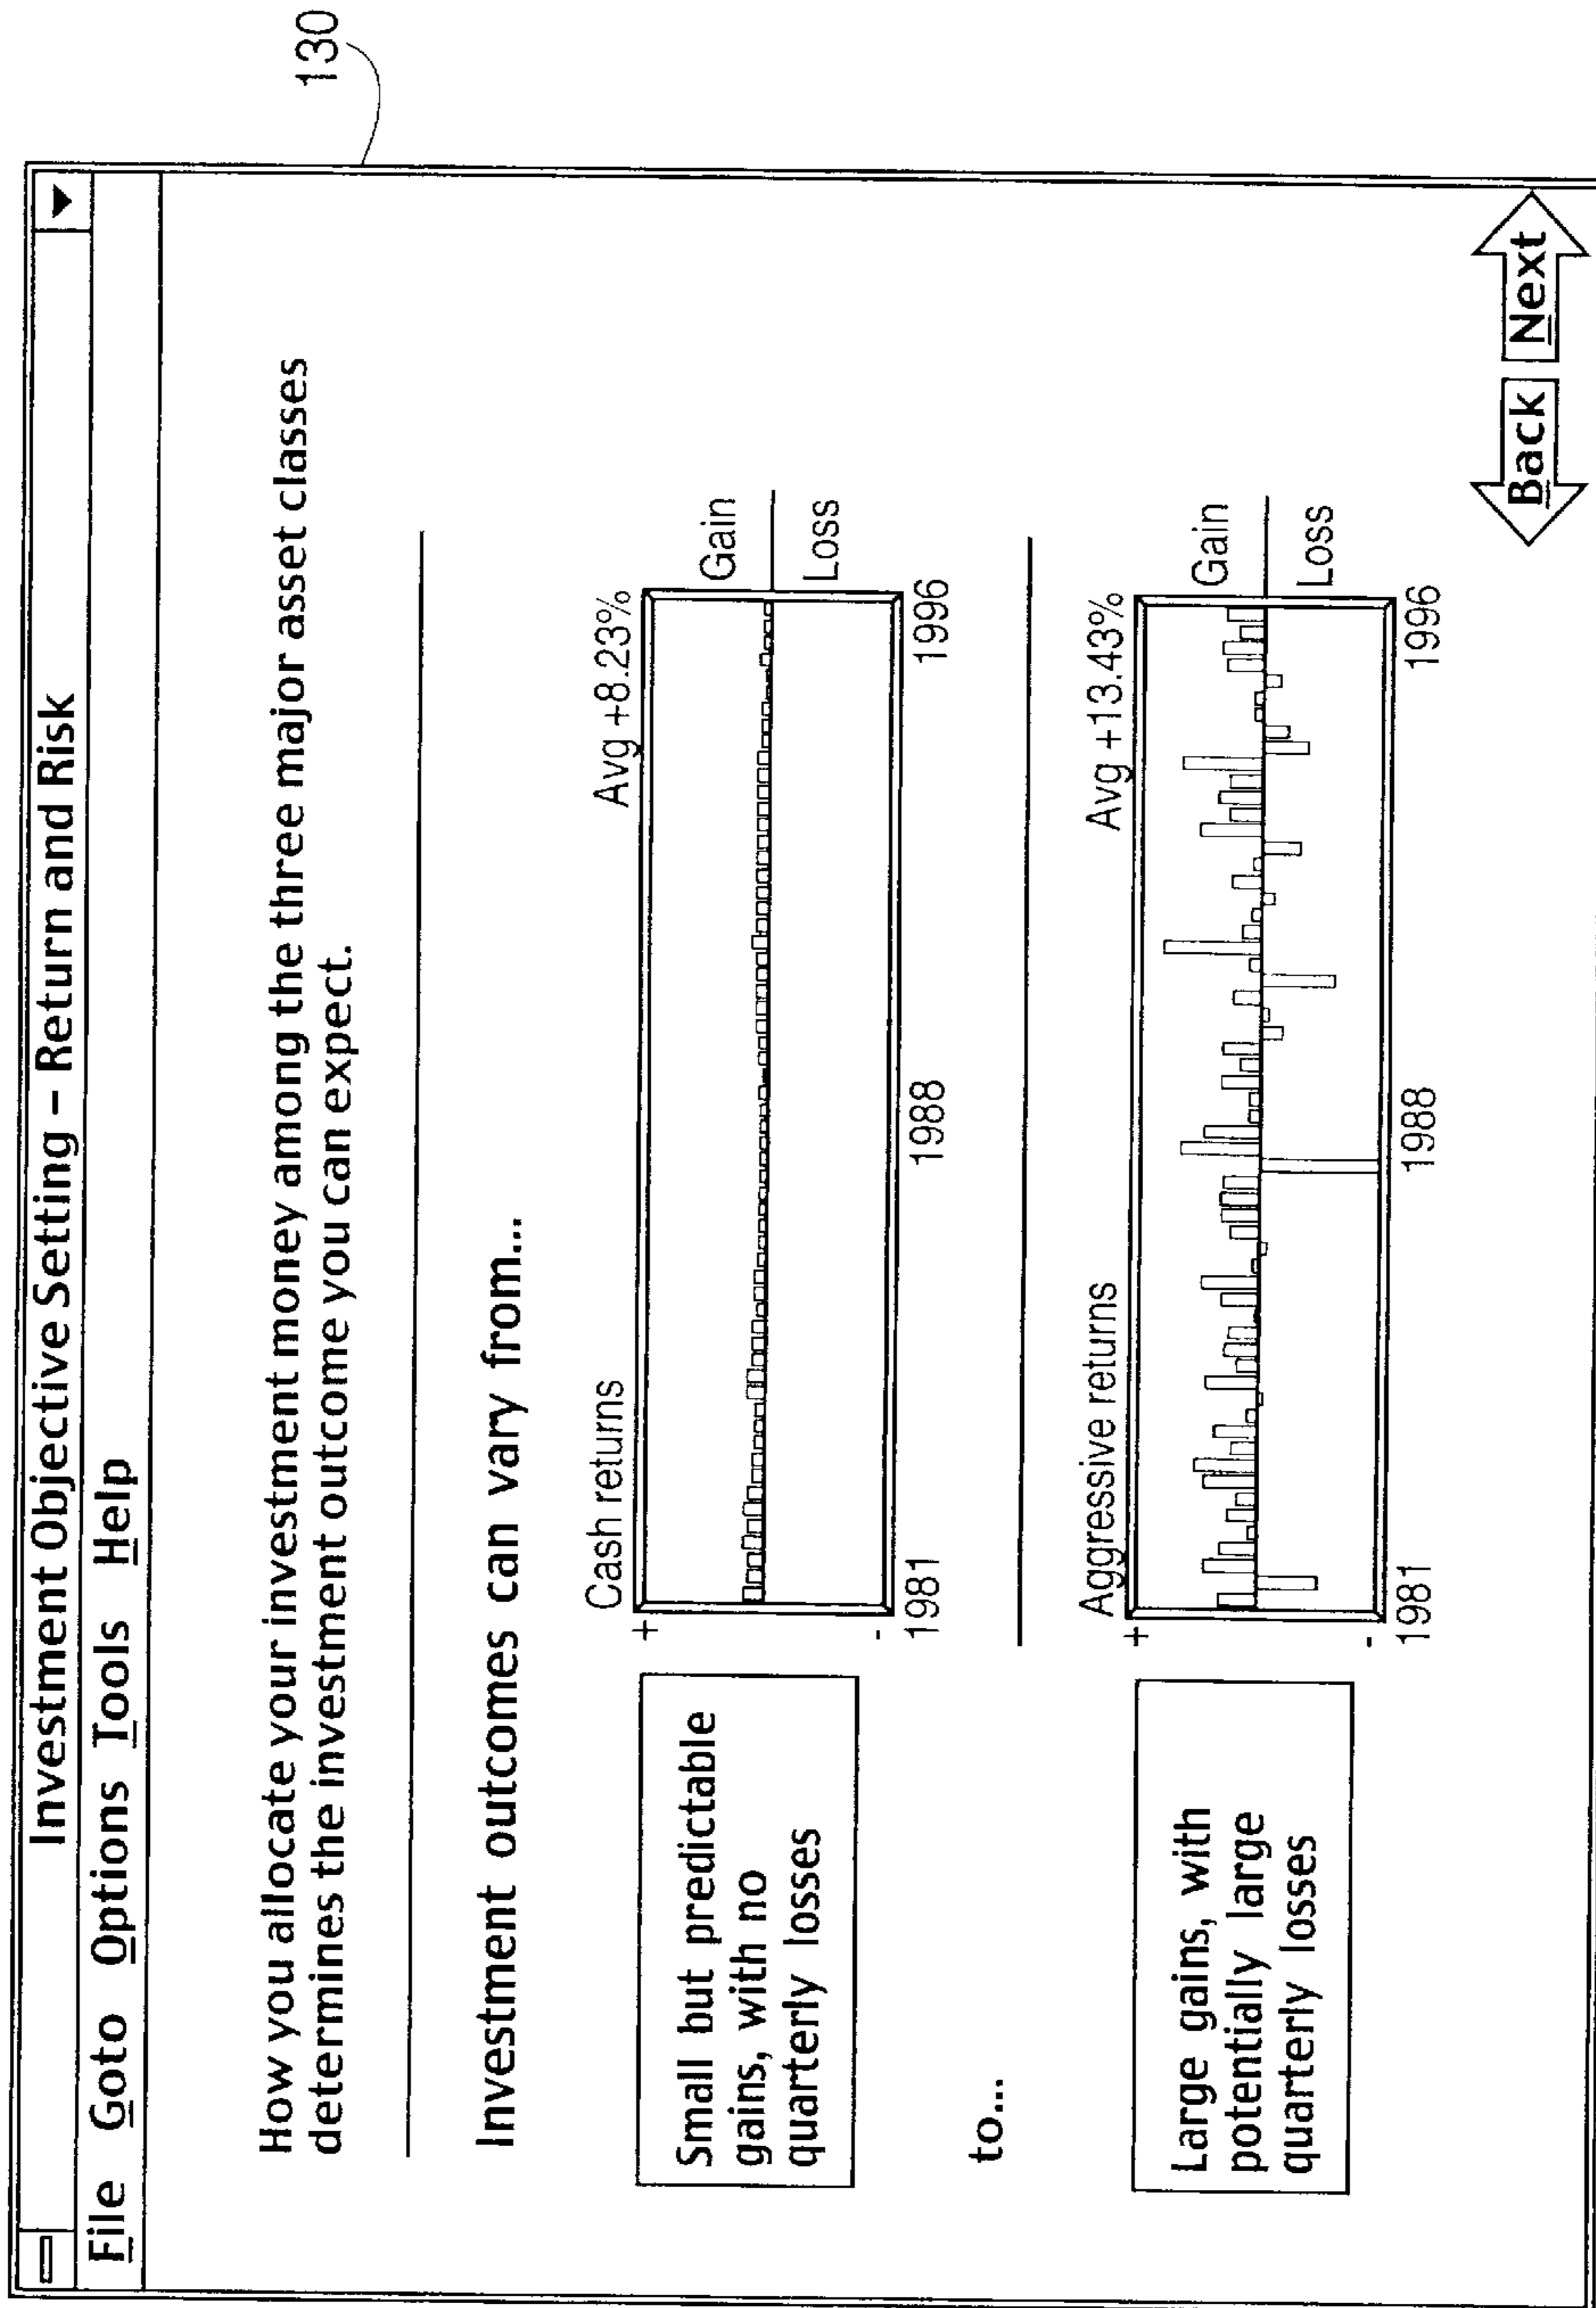 130
Investment Objective Setting – Return and Risk
File Goto Options Tools Help
How you allocate your investment money among the three major asset classes
determines the investment outcome you can expect.
Investment outcomes can vary from...
Small but predictable
gains, with no
quarterly losses
Cash returns
Avg +8.23%
+
-
Gain
Loss
1981
1988
1996
to...
Large gains, with
potentially large
quarterly losses
Aggressive returns
Avg +13.43%
+
-
Gain
Loss
1981
1988
1996
Back Next